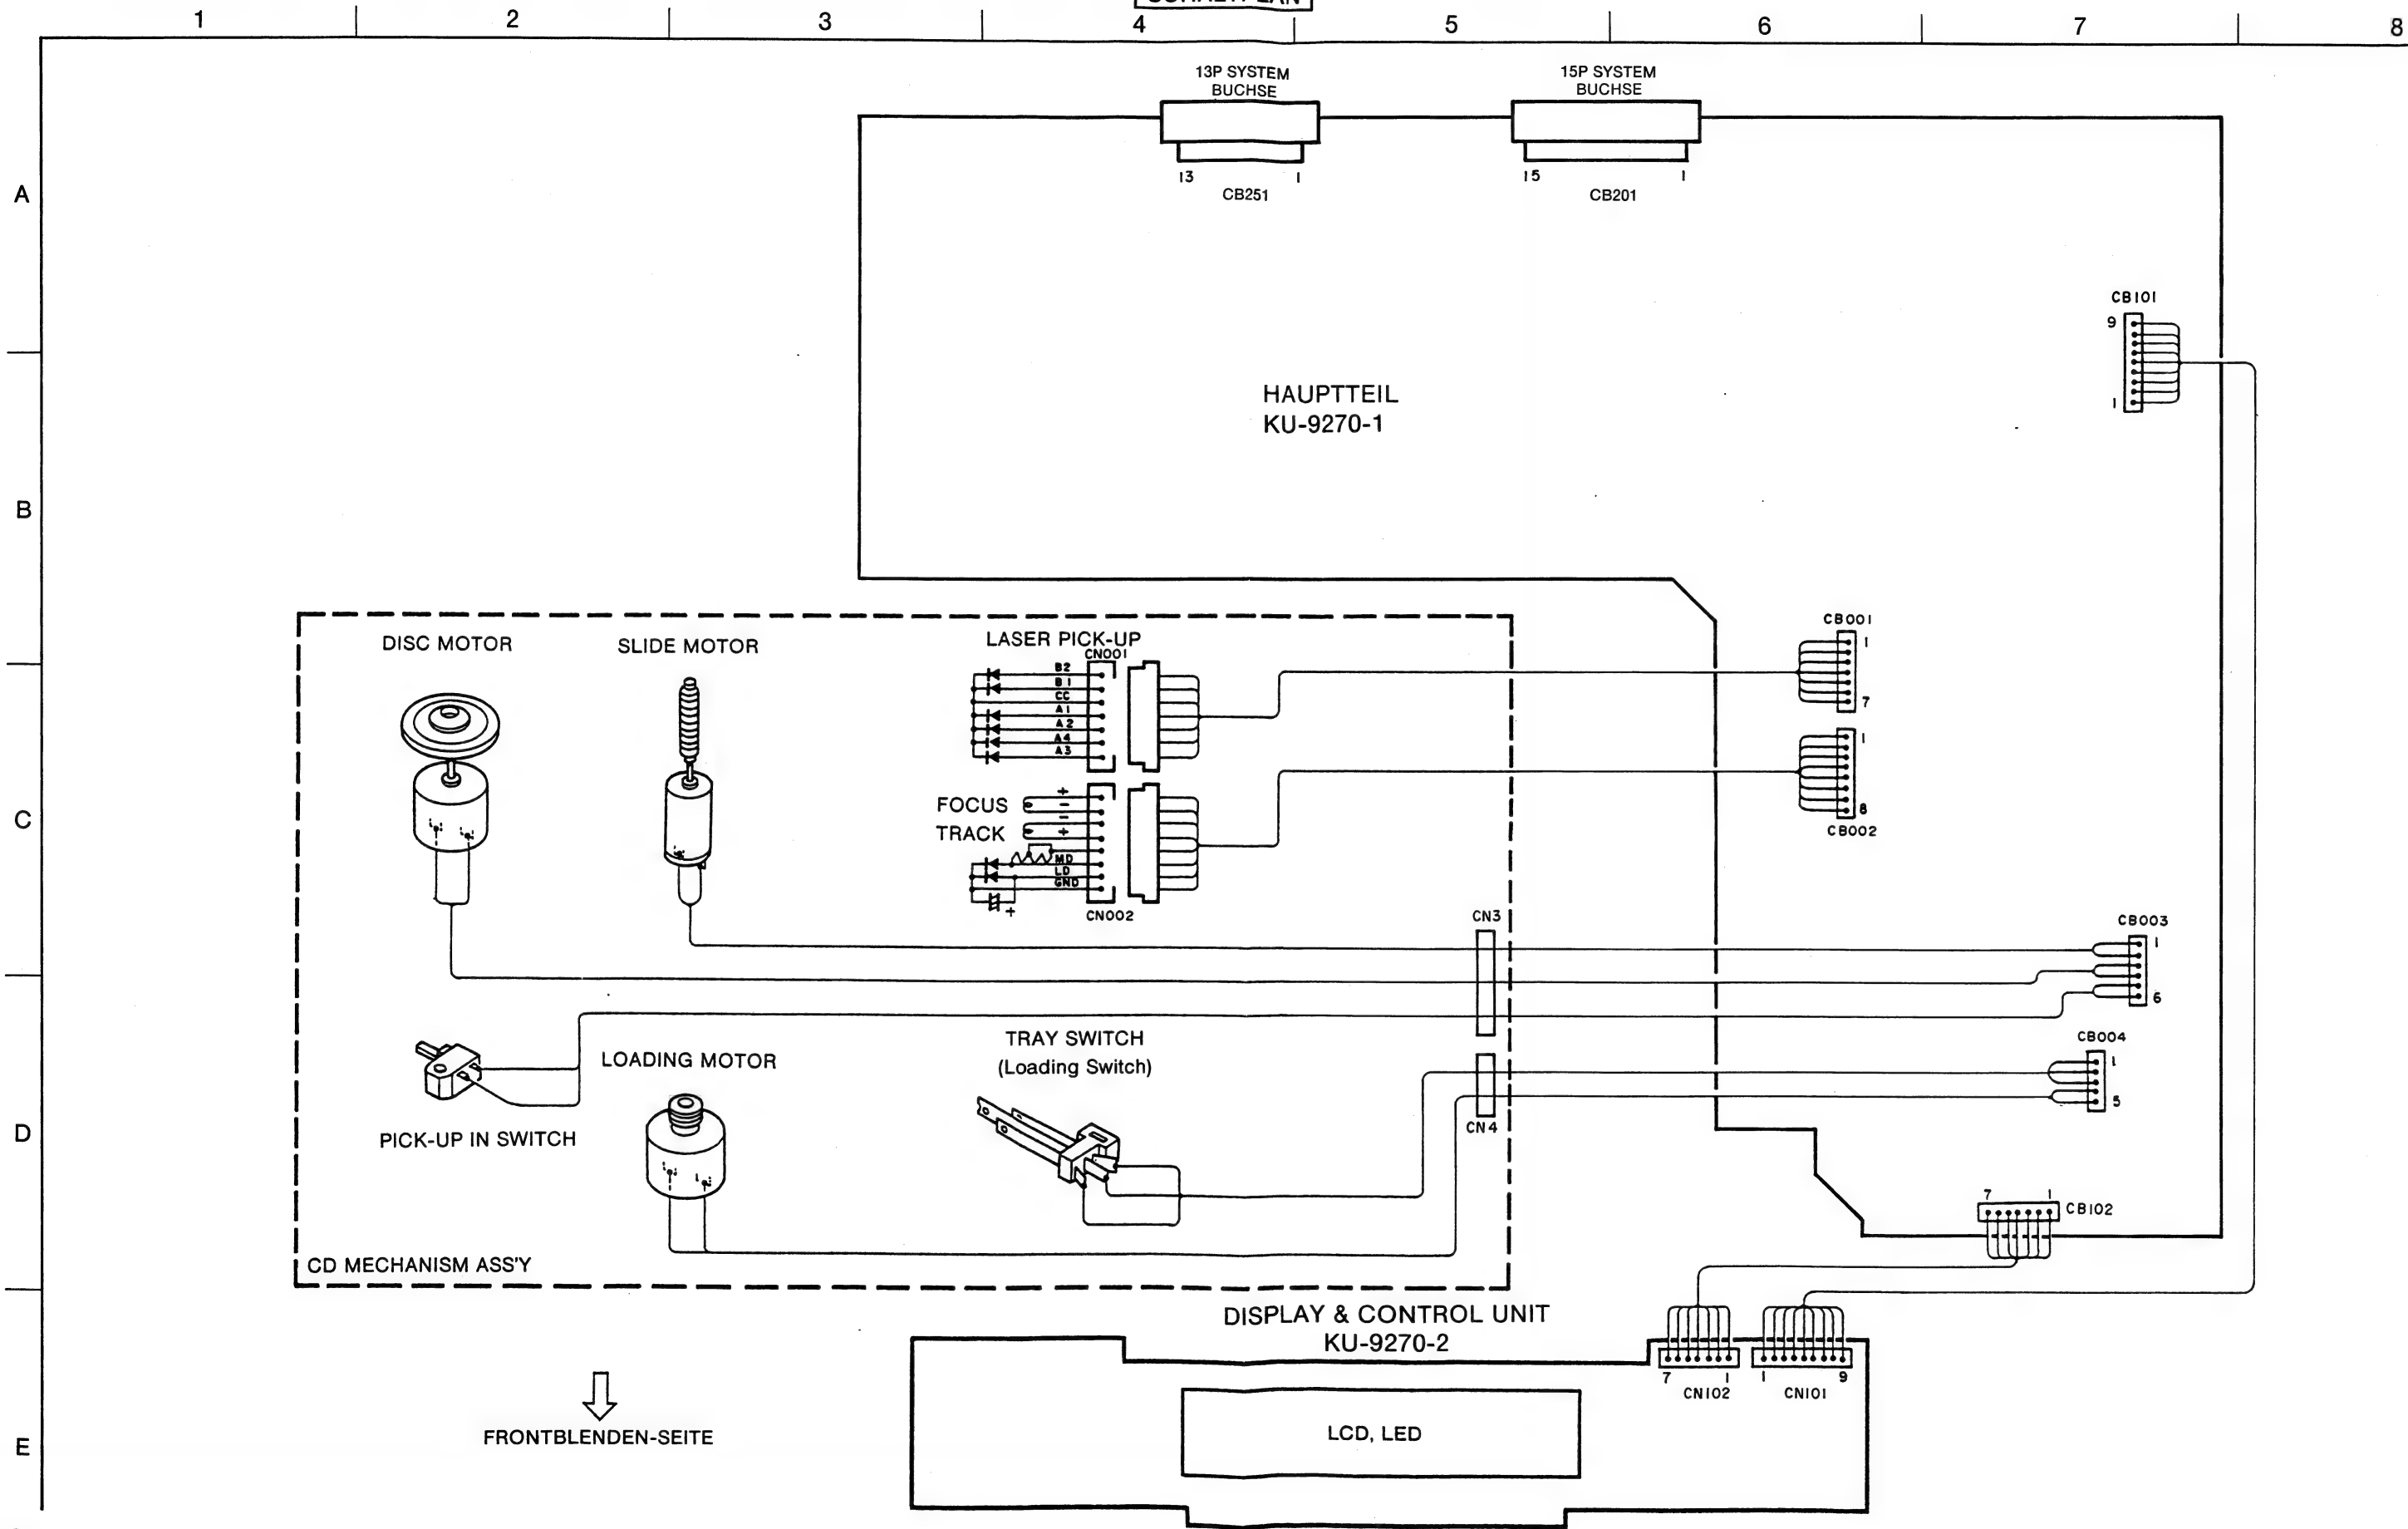 1 2 3 4 5 6 7 8
13P SYSTEM
BUCHSE
15P SYSTEM
BUCHSE
13 1
CB251
15 1
CB201
A
CB101
9
1
HAUPTTEIL
KU-9270-1
B
DISC MOTOR
SLIDE MOTOR
LASER PICK-UP
CN001
B2
B1
CC
A1
A2
A4
A3
CB001
1
7
C
FOCUS
+
-
TRACK
-
+
MD
LD
GND
+
CN002
1
8
CB002
CN3
CB003
1
6
TRAY SWITCH
(Loading Switch)
LOADING MOTOR
CB004
1
5
CN4
D
PICK-UP IN SWITCH
7 1
CB102
CD MECHANISM ASS'Y
DISPLAY & CONTROL UNIT
KU-9270-2
7 1
CN102
1 9
CN101
E
FRONTBLENDEN-SEITE
LCD, LED